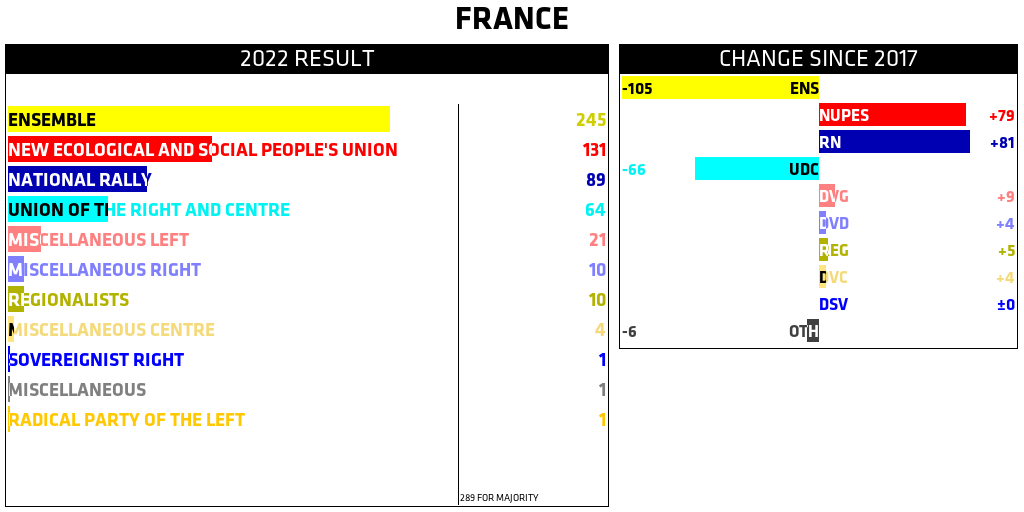 FRANCE
2022 RESULT
ENSEMBLE 245
NEW ECOLOGICAL AND SOCIAL PEOPLE'S UNION 131
NATIONAL RALLY 89
UNION OF THE RIGHT AND CENTRE 64
MISCELLANEOUS LEFT 21
MISCELLANEOUS RIGHT 10
REGIONALISTS 10
MISCELLANEOUS CENTRE 4
SOVEREIGNIST RIGHT 1
MISCELLANEOUS 1
RADICAL PARTY OF THE LEFT 1
289 FOR MAJORITY
CHANGE SINCE 2017
-105 ENS
NUPES +79
RN +81
-66 UDC
DVG +9
DVD +4
REG +5
DVC +4
DSV ±0
-6 OTH